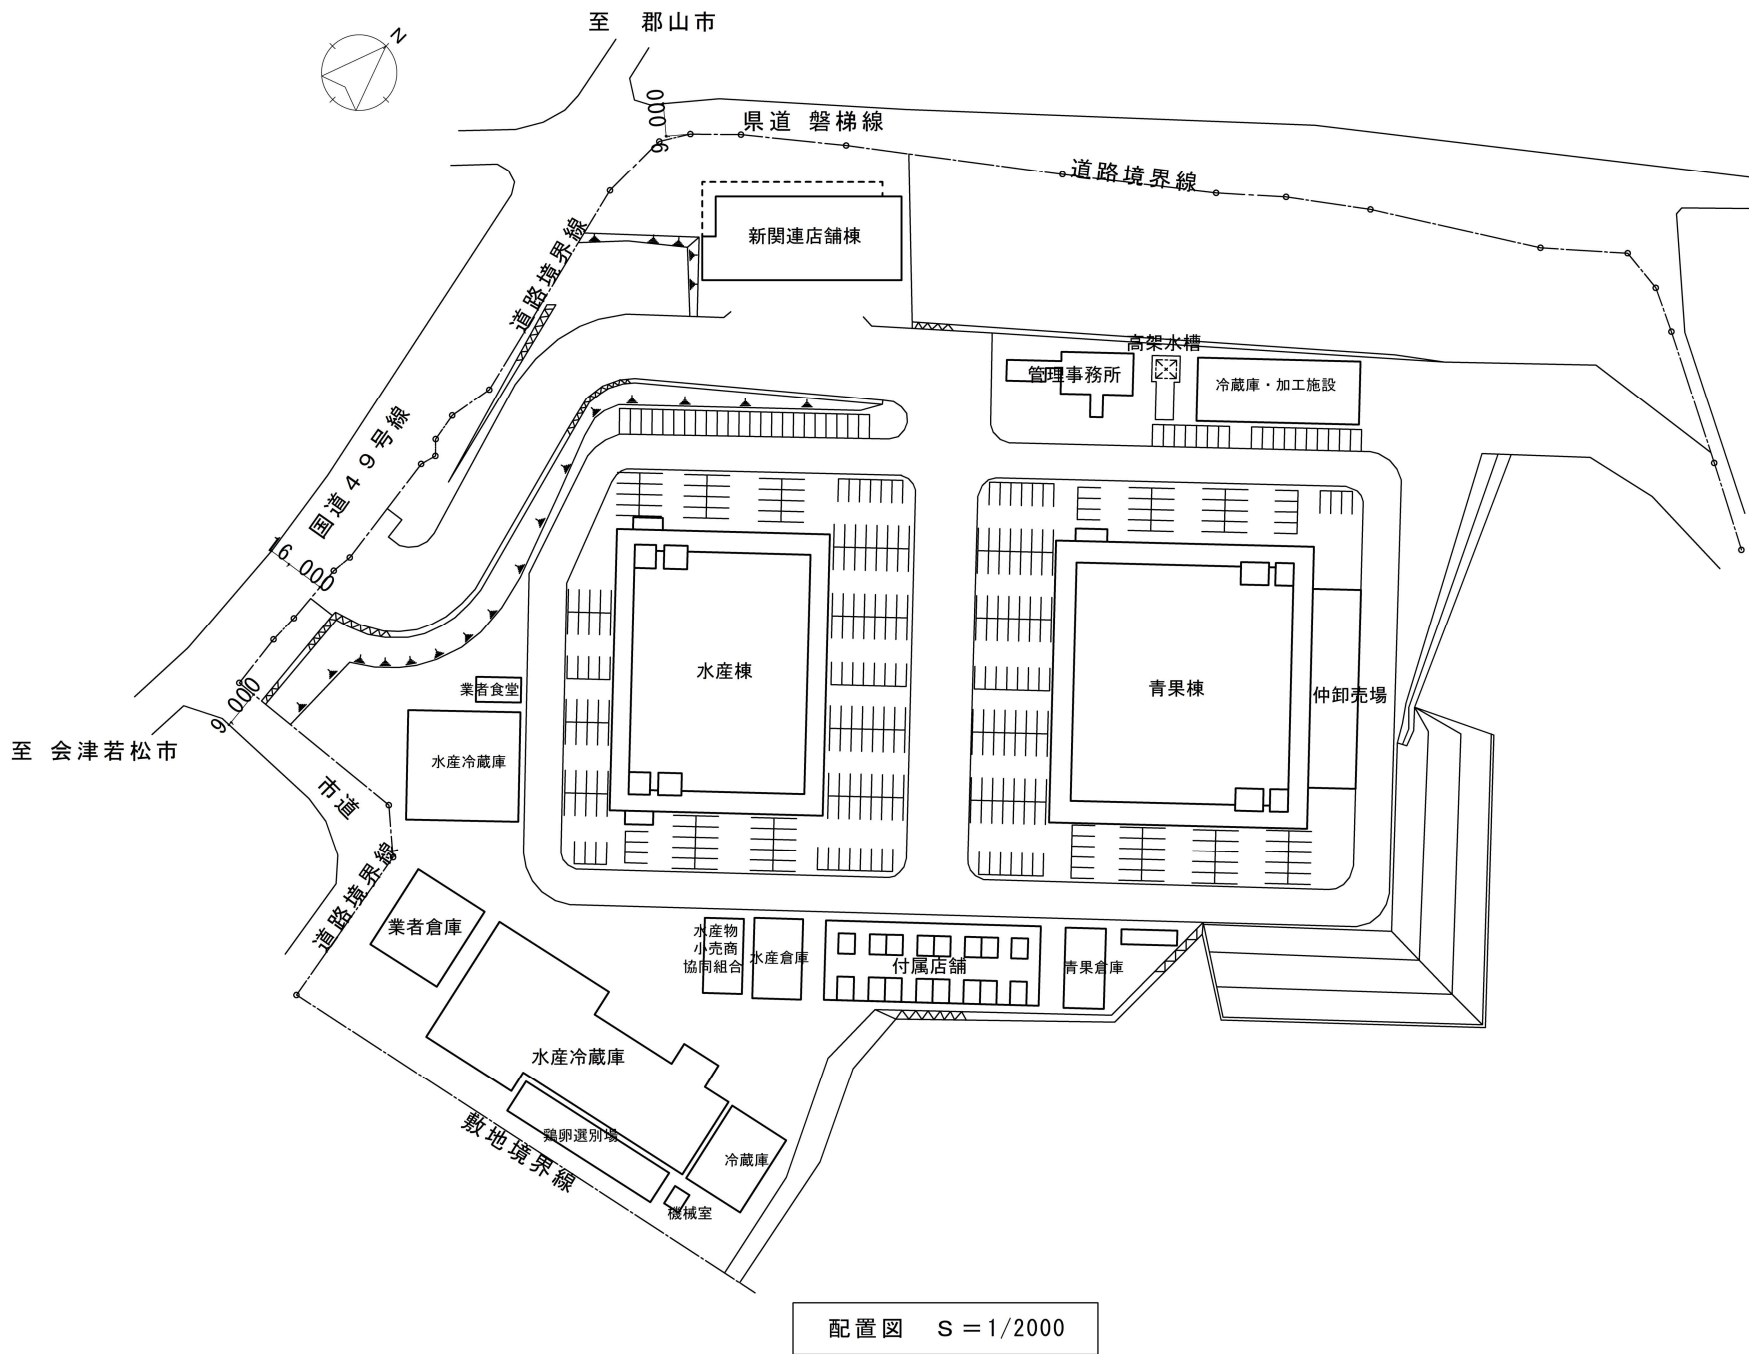 至 郡山市
N
9 000
県道 磐梯線
道路境界線
新関連店舗棟
道路境界線
高架水槽
管理事務所
冷蔵庫・加工施設
国道49号線
16 000
水産棟
青果棟
仲卸売場
業者食堂
9 000
至 会津若松市
水産冷蔵庫
市道
道路境界線
業者倉庫
水産物
小売商
協同組合
水産倉庫
付属店舗
青果倉庫
水産冷蔵庫
鶏卵選別場
敷地境界線
冷蔵庫
機械室
配置図 S=1/2000